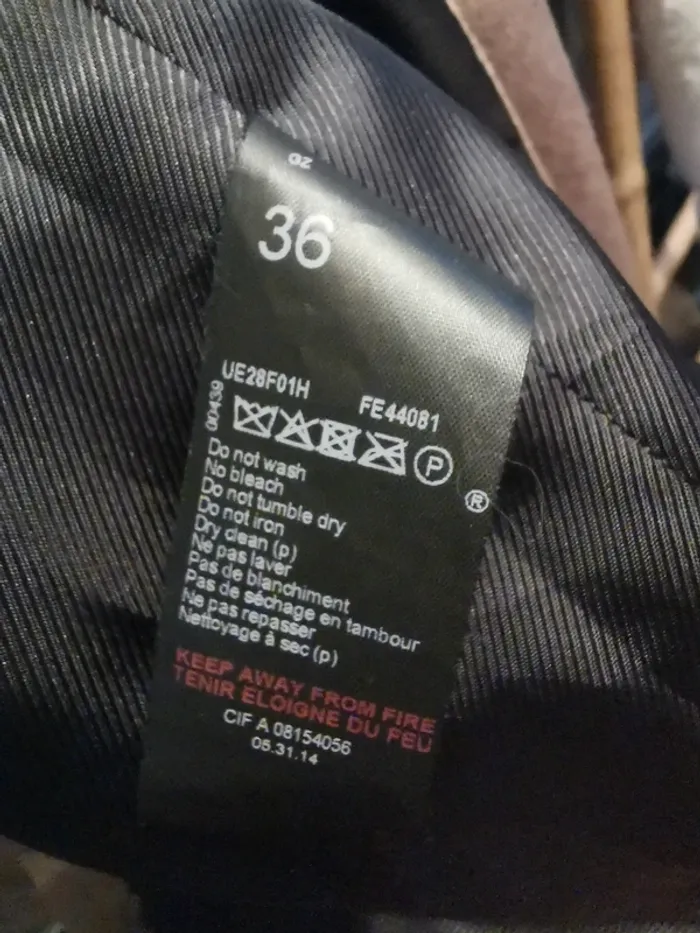 20
36
UE28F01H FE44081
00439
P
®
Do not wash
No bleach
Do not tumble dry
Do not iron
Dry clean (p)
Ne pas laver
Pas de blanchiment
Pas de séchage en tambour
Ne pas repasser
Nettoyage à sec (p)
KEEP AWAY FROM FIRE
TENIR ELOIGNE DU FEU
CIF A 08154056
05.31.14